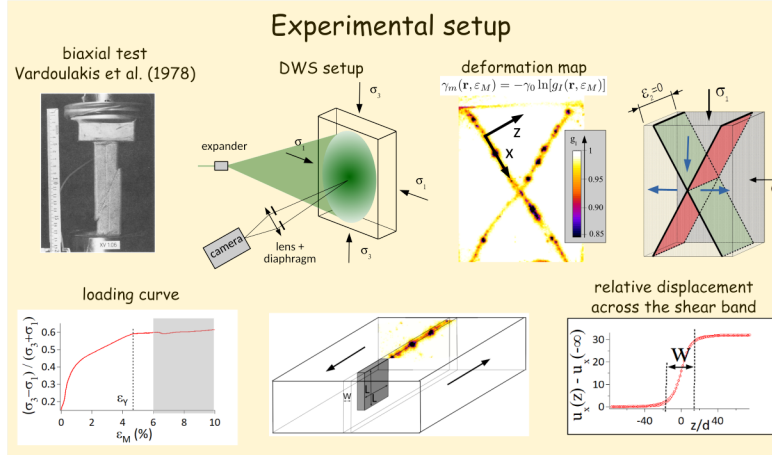 Experimental setup
biaxial test
Vardoulakis et al. (1978)
XV 1.06
DWS setup
σ₃
expander
σ₁
σ₁
camera
lens +
diaphragm
σ₃
deformation map
γₘ(r, εM) = −γ₀ ln[gI(r, εM)]
Z
X
gI
1
0.95
0.90
0.85
ε₂=0
σ₁
loading curve
(σ₃−σ₁) / (σ₃+σ₁)
0.6
0.5
0.4
0.3
0.2
εY
0 2 4 6 8 10
εM (%)
W
L
L
relative displacement
across the shear band
uₓ(z) - uₓ(-∞)
30
20
10
0
W
-40 0 40
z/d